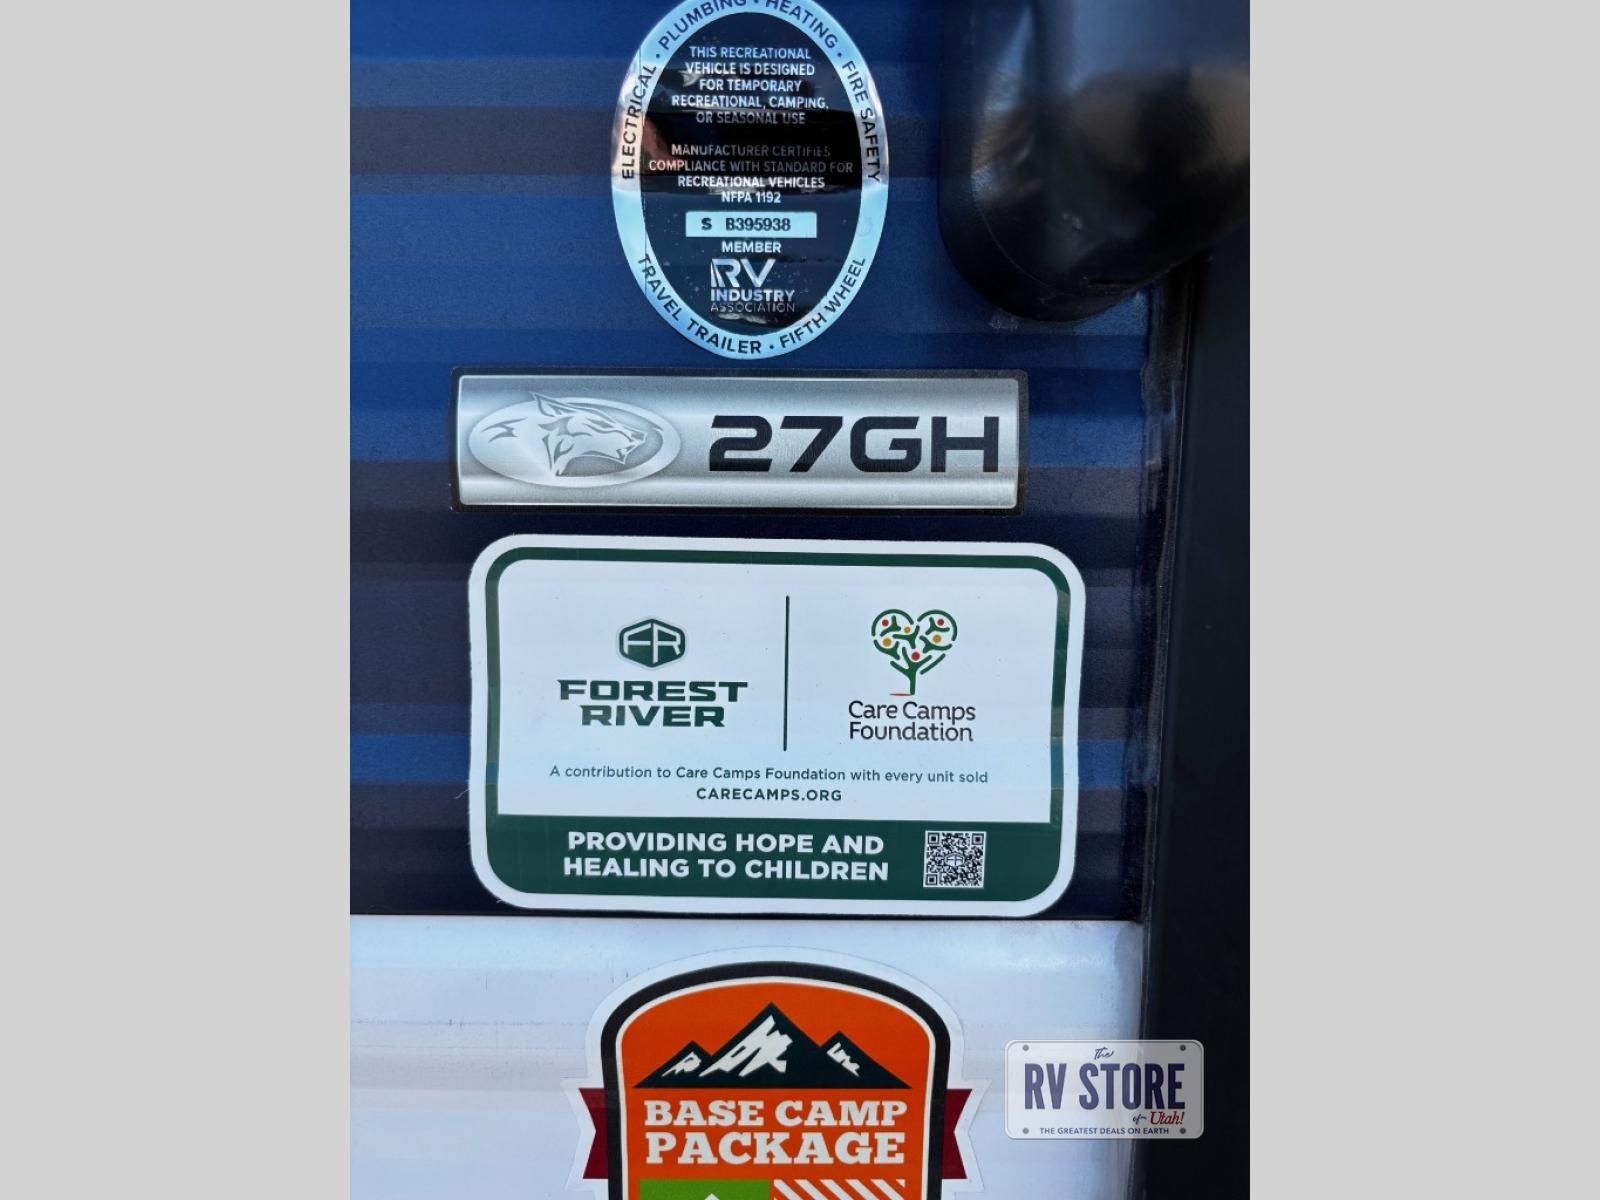 ELECTRICAL • PLUMBING • HEATING • FIRE SAFETY
THIS RECREATIONAL
VEHICLE IS DESIGNED
FOR TEMPORARY
RECREATIONAL, CAMPING,
OR SEASONAL USE
MANUFACTURER CERTIFIES
COMPLIANCE WITH STANDARD FOR
RECREATIONAL VEHICLES
NFPA 1192
S B395938
MEMBER
RV
INDUSTRY
ASSOCIATION
TRAVEL TRAILER • FIFTH WHEEL
27GH
FR
FOREST
RIVER
Care Camps
Foundation
A contribution to Care Camps Foundation with every unit sold
CARECAMPS.ORG
PROVIDING HOPE AND
HEALING TO CHILDREN
BASE CAMP
PACKAGE
The
RV STORE
of Utah!
THE GREATEST DEALS ON EARTH